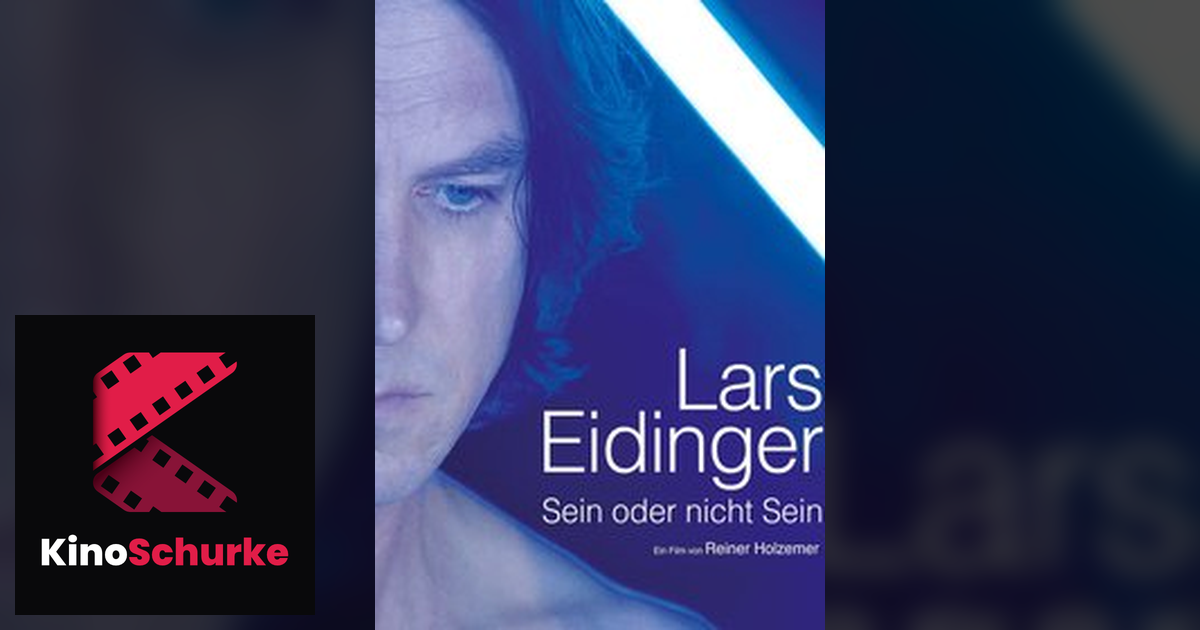 Lars
Eidinger
Sein oder nicht Sein
Ein Film von Reiner Holzemer
KinoSchurke